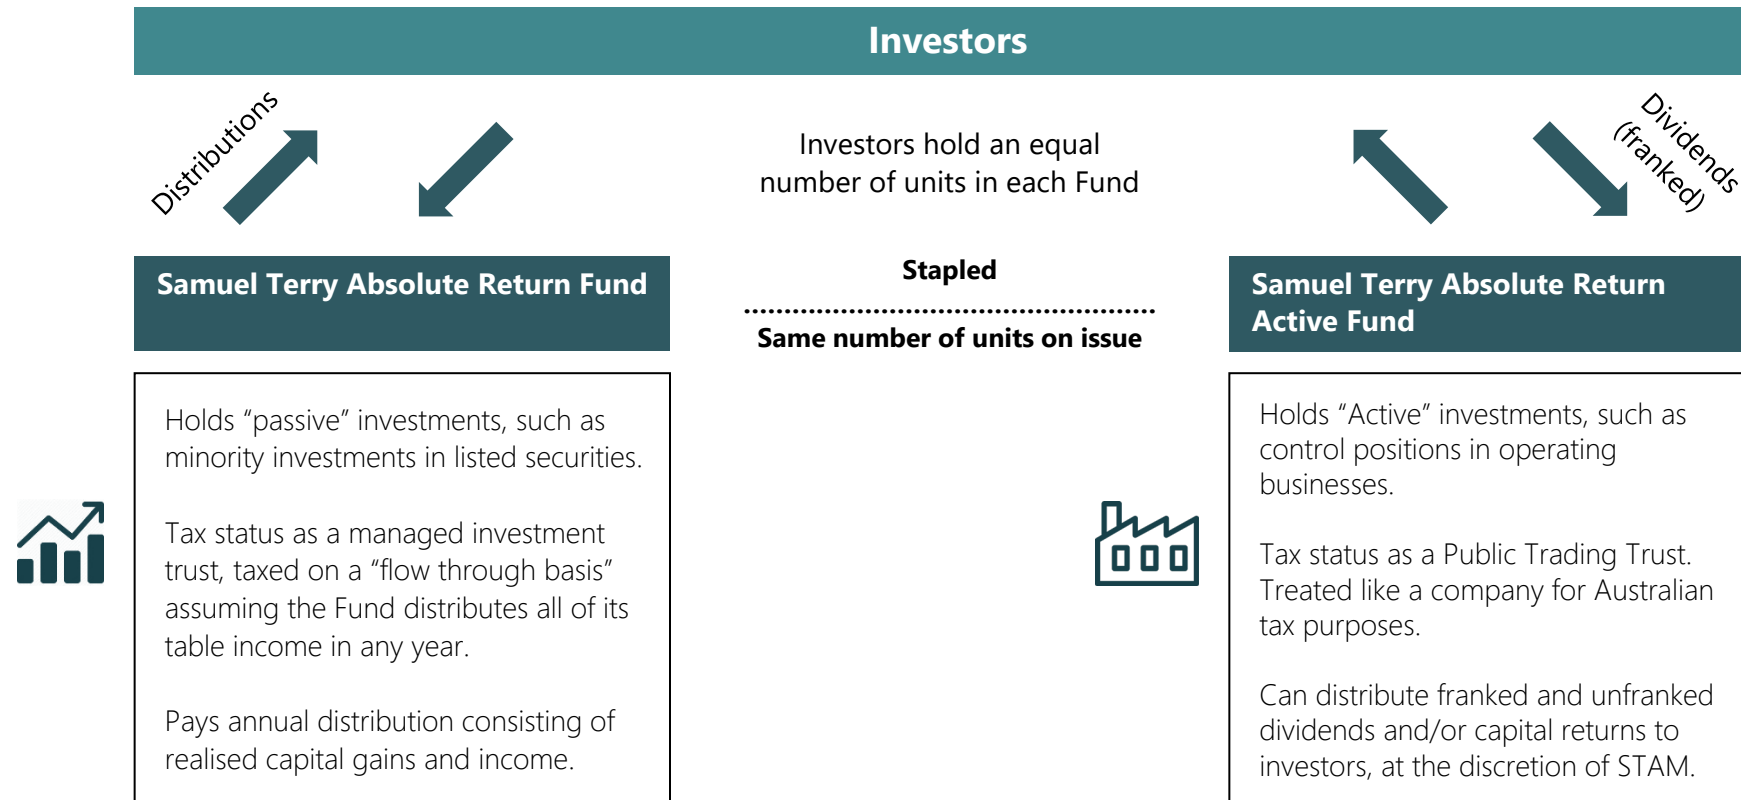 Investors
Distributions
Investors hold an equal
number of units in each Fund
Dividends
(franked)
Samuel Terry Absolute Return Fund
Stapled
Same number of units on issue
Samuel Terry Absolute Return
Active Fund
Holds “passive” investments, such as
minority investments in listed securities.
Tax status as a managed investment
trust, taxed on a “flow through basis”
assuming the Fund distributes all of its
table income in any year.
Pays annual distribution consisting of
realised capital gains and income.
Holds “Active” investments, such as
control positions in operating
businesses.
Tax status as a Public Trading Trust.
Treated like a company for Australian
tax purposes.
Can distribute franked and unfranked
dividends and/or capital returns to
investors, at the discretion of STAM.